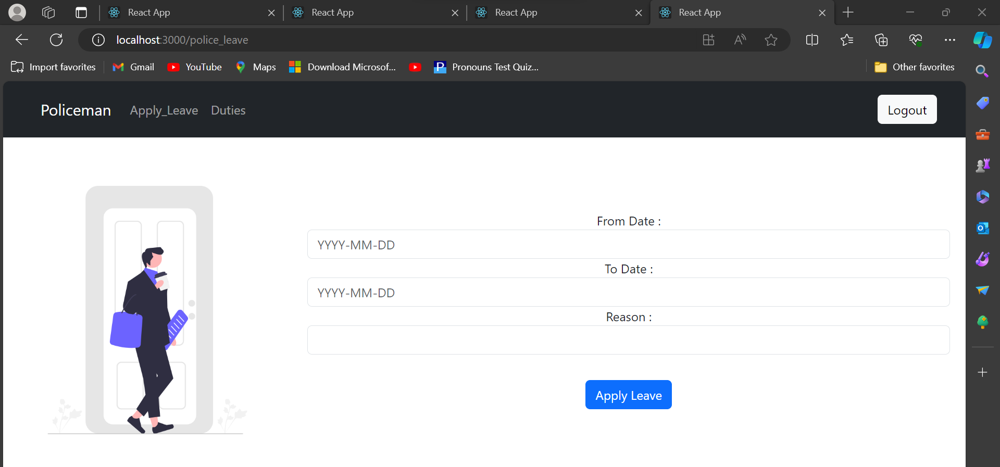 React App
React App
React App
React App
localhost:3000/police_leave
Import favorites
Gmail
YouTube
Maps
Download Microsof...
Pronouns Test Quiz...
Other favorites
Policeman
Apply_Leave
Duties
Logout
From Date :
YYYY-MM-DD
To Date :
YYYY-MM-DD
Reason :
Apply Leave